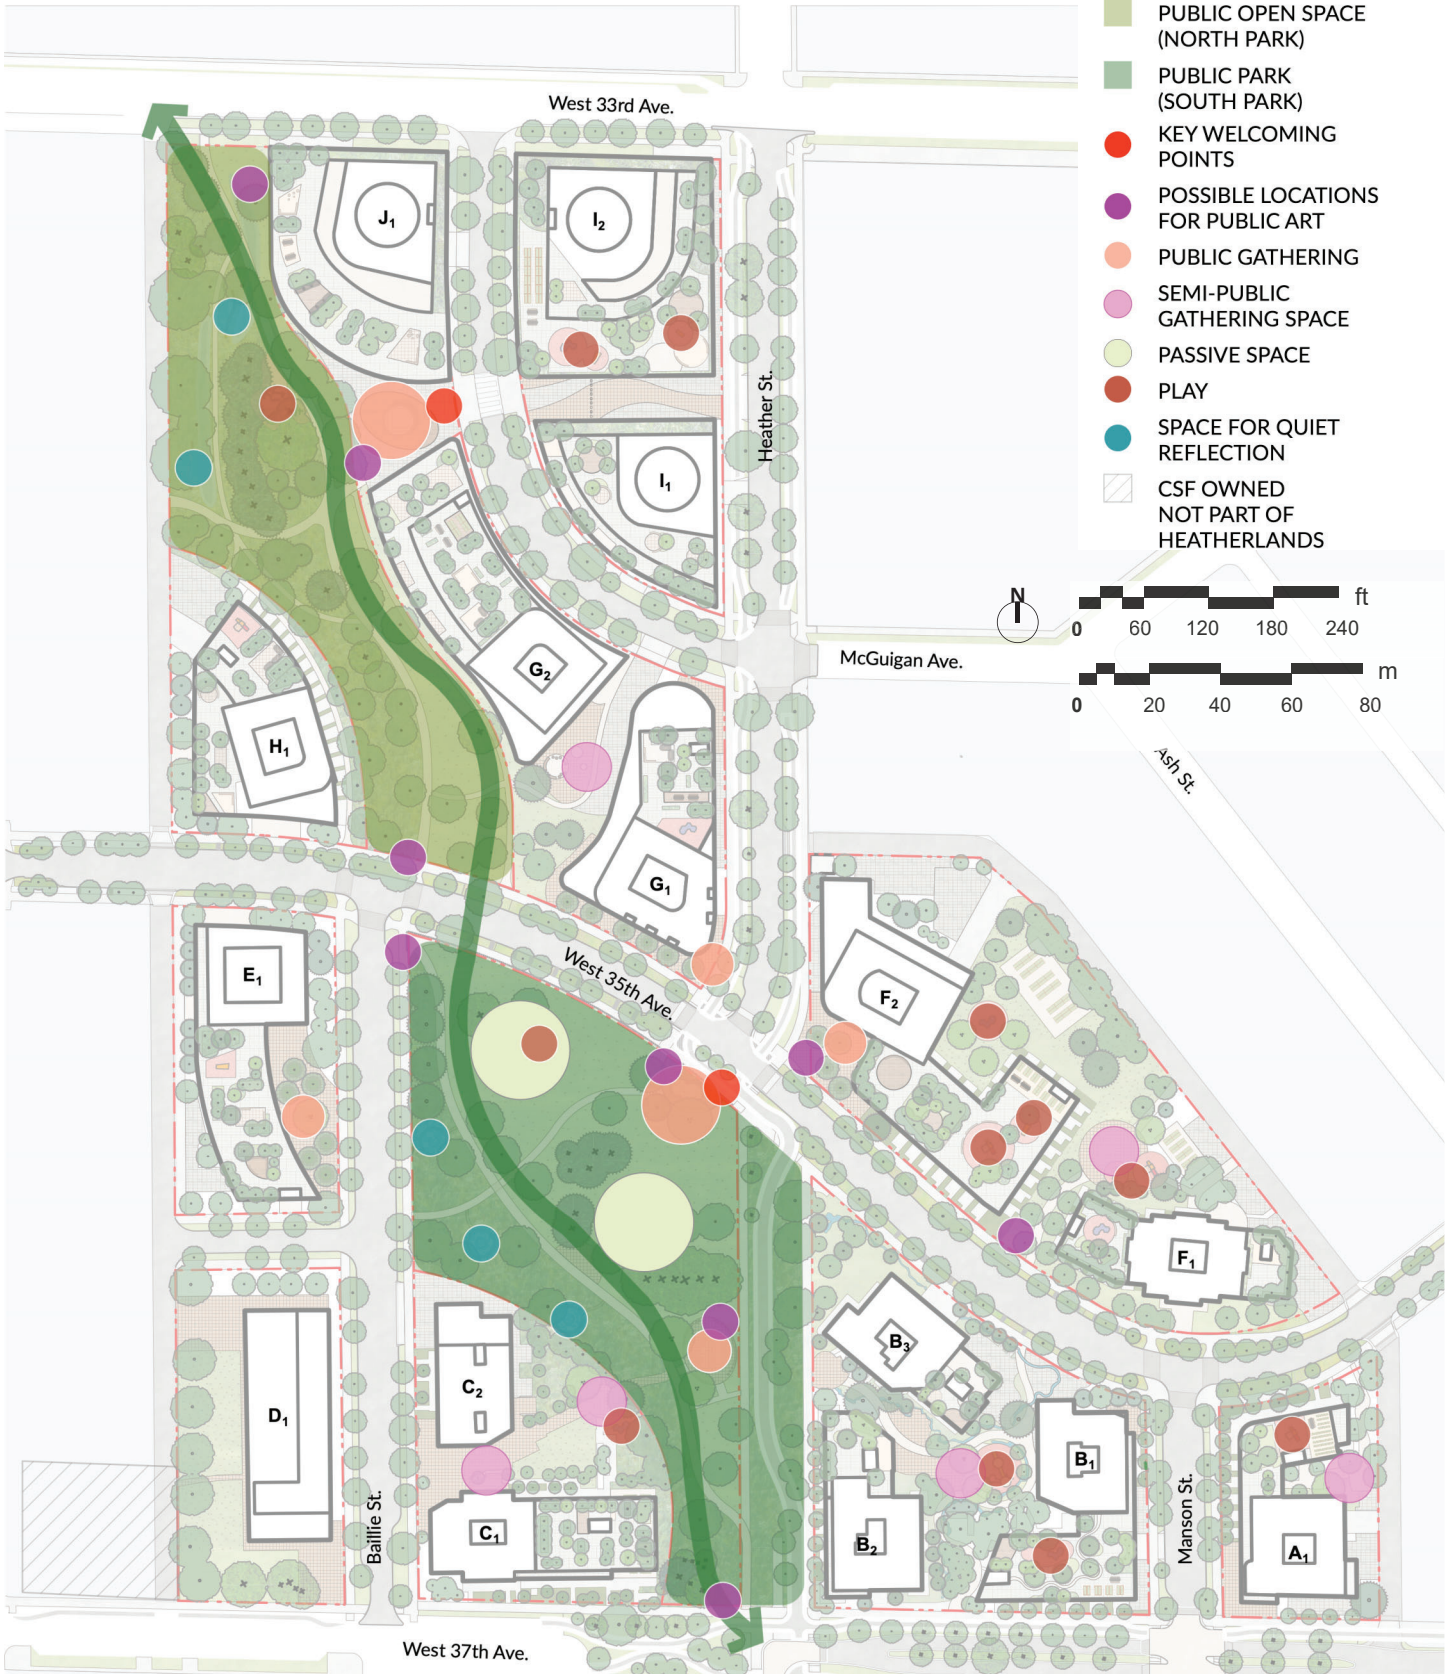 PUBLIC OPEN SPACE
(NORTH PARK)
PUBLIC PARK
(SOUTH PARK)
KEY WELCOMING
POINTS
POSSIBLE LOCATIONS
FOR PUBLIC ART
PUBLIC GATHERING
SEMI-PUBLIC
GATHERING SPACE
PASSIVE SPACE
PLAY
SPACE FOR QUIET
REFLECTION
CSF OWNED
NOT PART OF
HEATHERLANDS
N
ft
0 60 120 180 240
m
0 20 40 60 80
West 33rd Ave.
J1
I2
Heather St.
I1
McGuigan Ave.
G2
H1
Ash St.
G1
E1
West 35th Ave.
F2
F1
B3
C2
D1
B1
Baillie St.
C1
B2
Manson St.
A1
West 37th Ave.